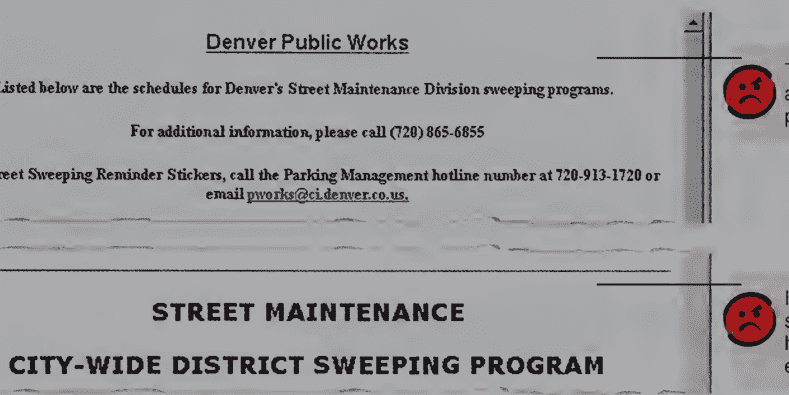 Denver Public Works
Listed below are the schedules for Denver's Street Maintenance Division sweeping programs.
For additional information, please call (720) 865-6855
reet Sweeping Reminder Stickers, call the Parking Management hotline number at 720-913-1720 or
email pworks@ci.denver.co.us.
STREET MAINTENANCE
CITY-WIDE DISTRICT SWEEPING PROGRAM